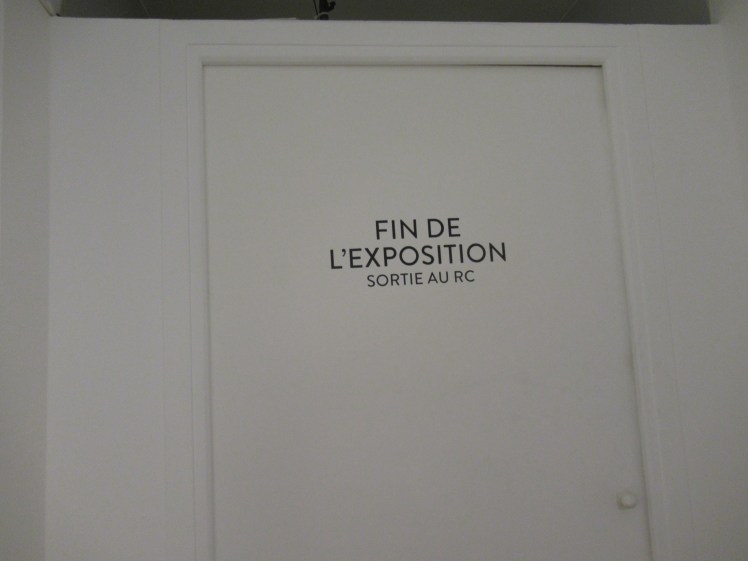 FIN DE
L'EXPOSITION
SORTIE AU RC